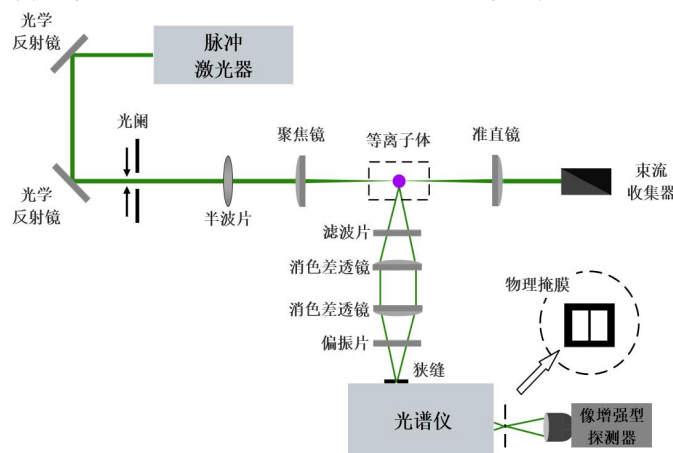 光学
反射镜
脉冲
激光器
光阑
聚焦镜
等离子体
准直镜
光学
反射镜
半波片
束流
收集器
滤波片
消色差透镜
物理掩膜
消色差透镜
偏振片
狭缝
光谱仪
像增强型
探测器